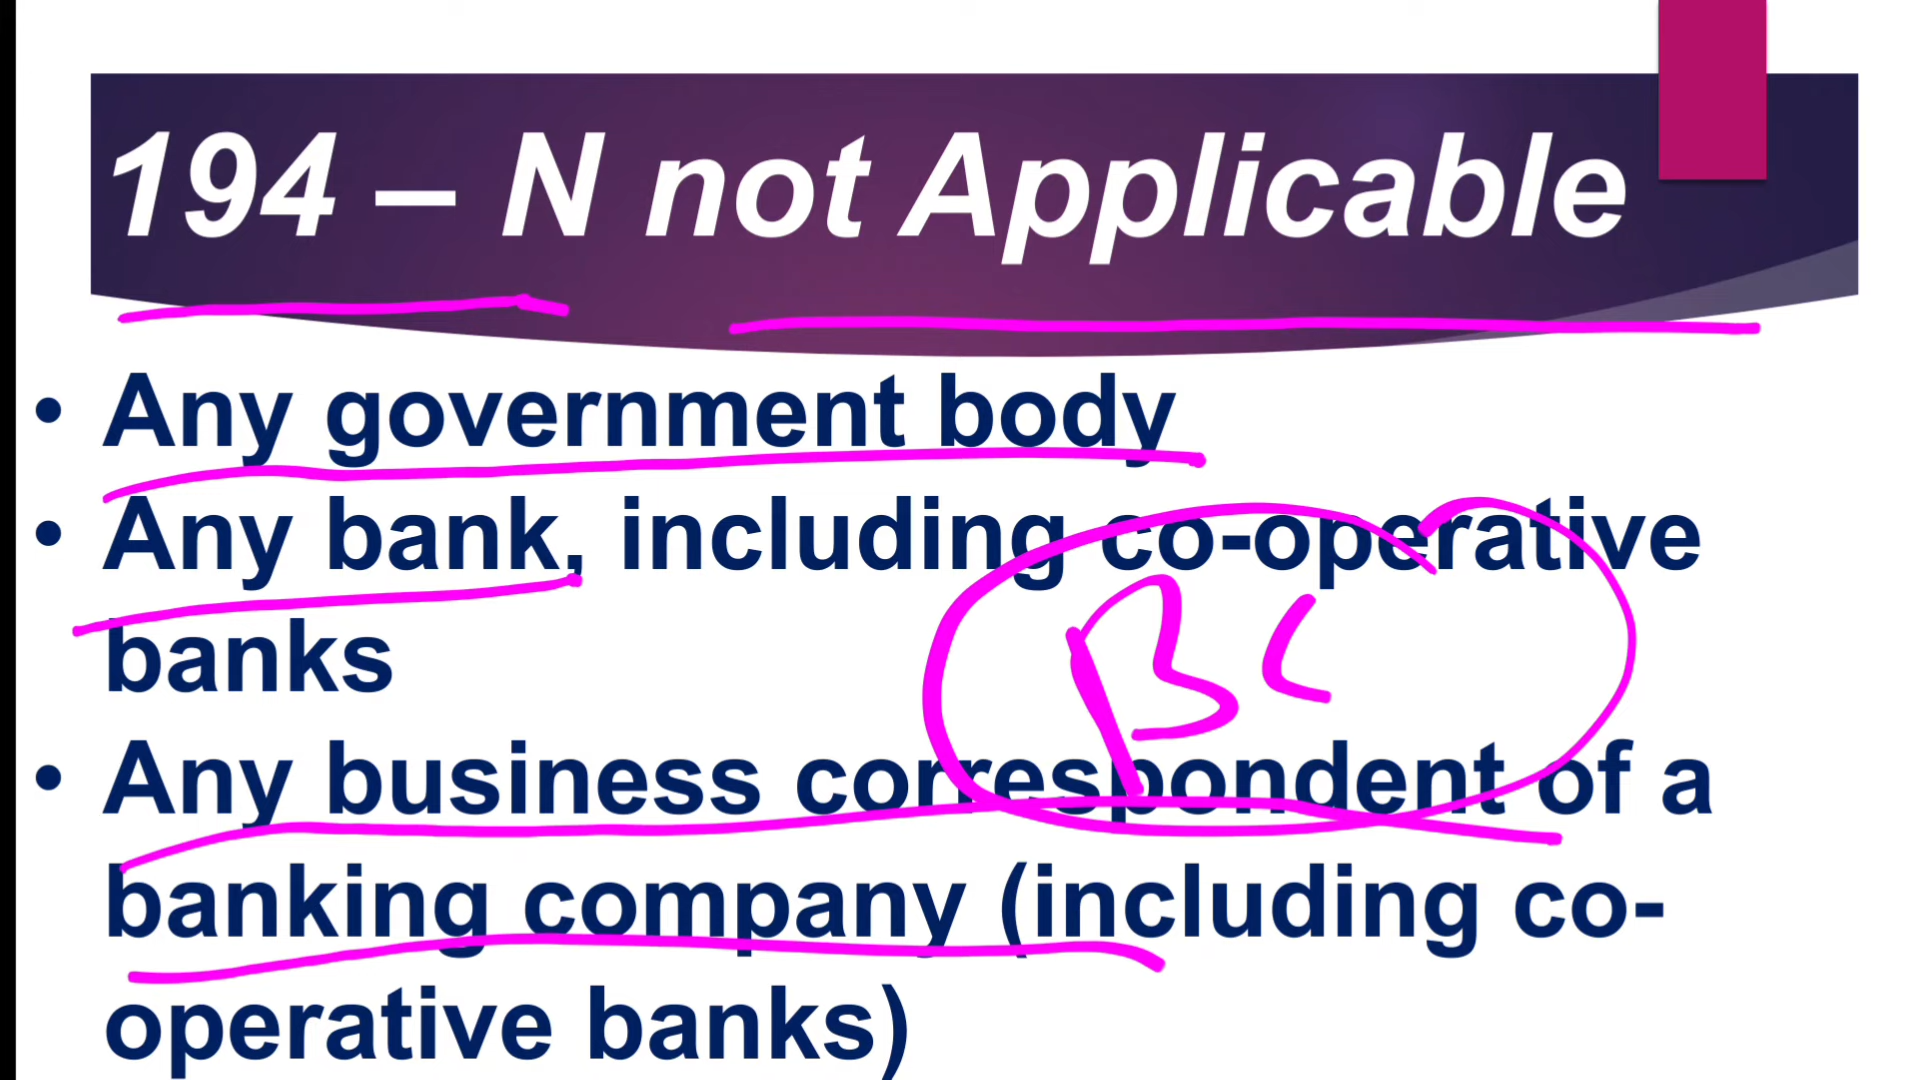 194 – N not Applicable
• Any government body
• Any bank, including co-operative
banks
BC
• Any business correspondent of a
banking company (including co-
operative banks)